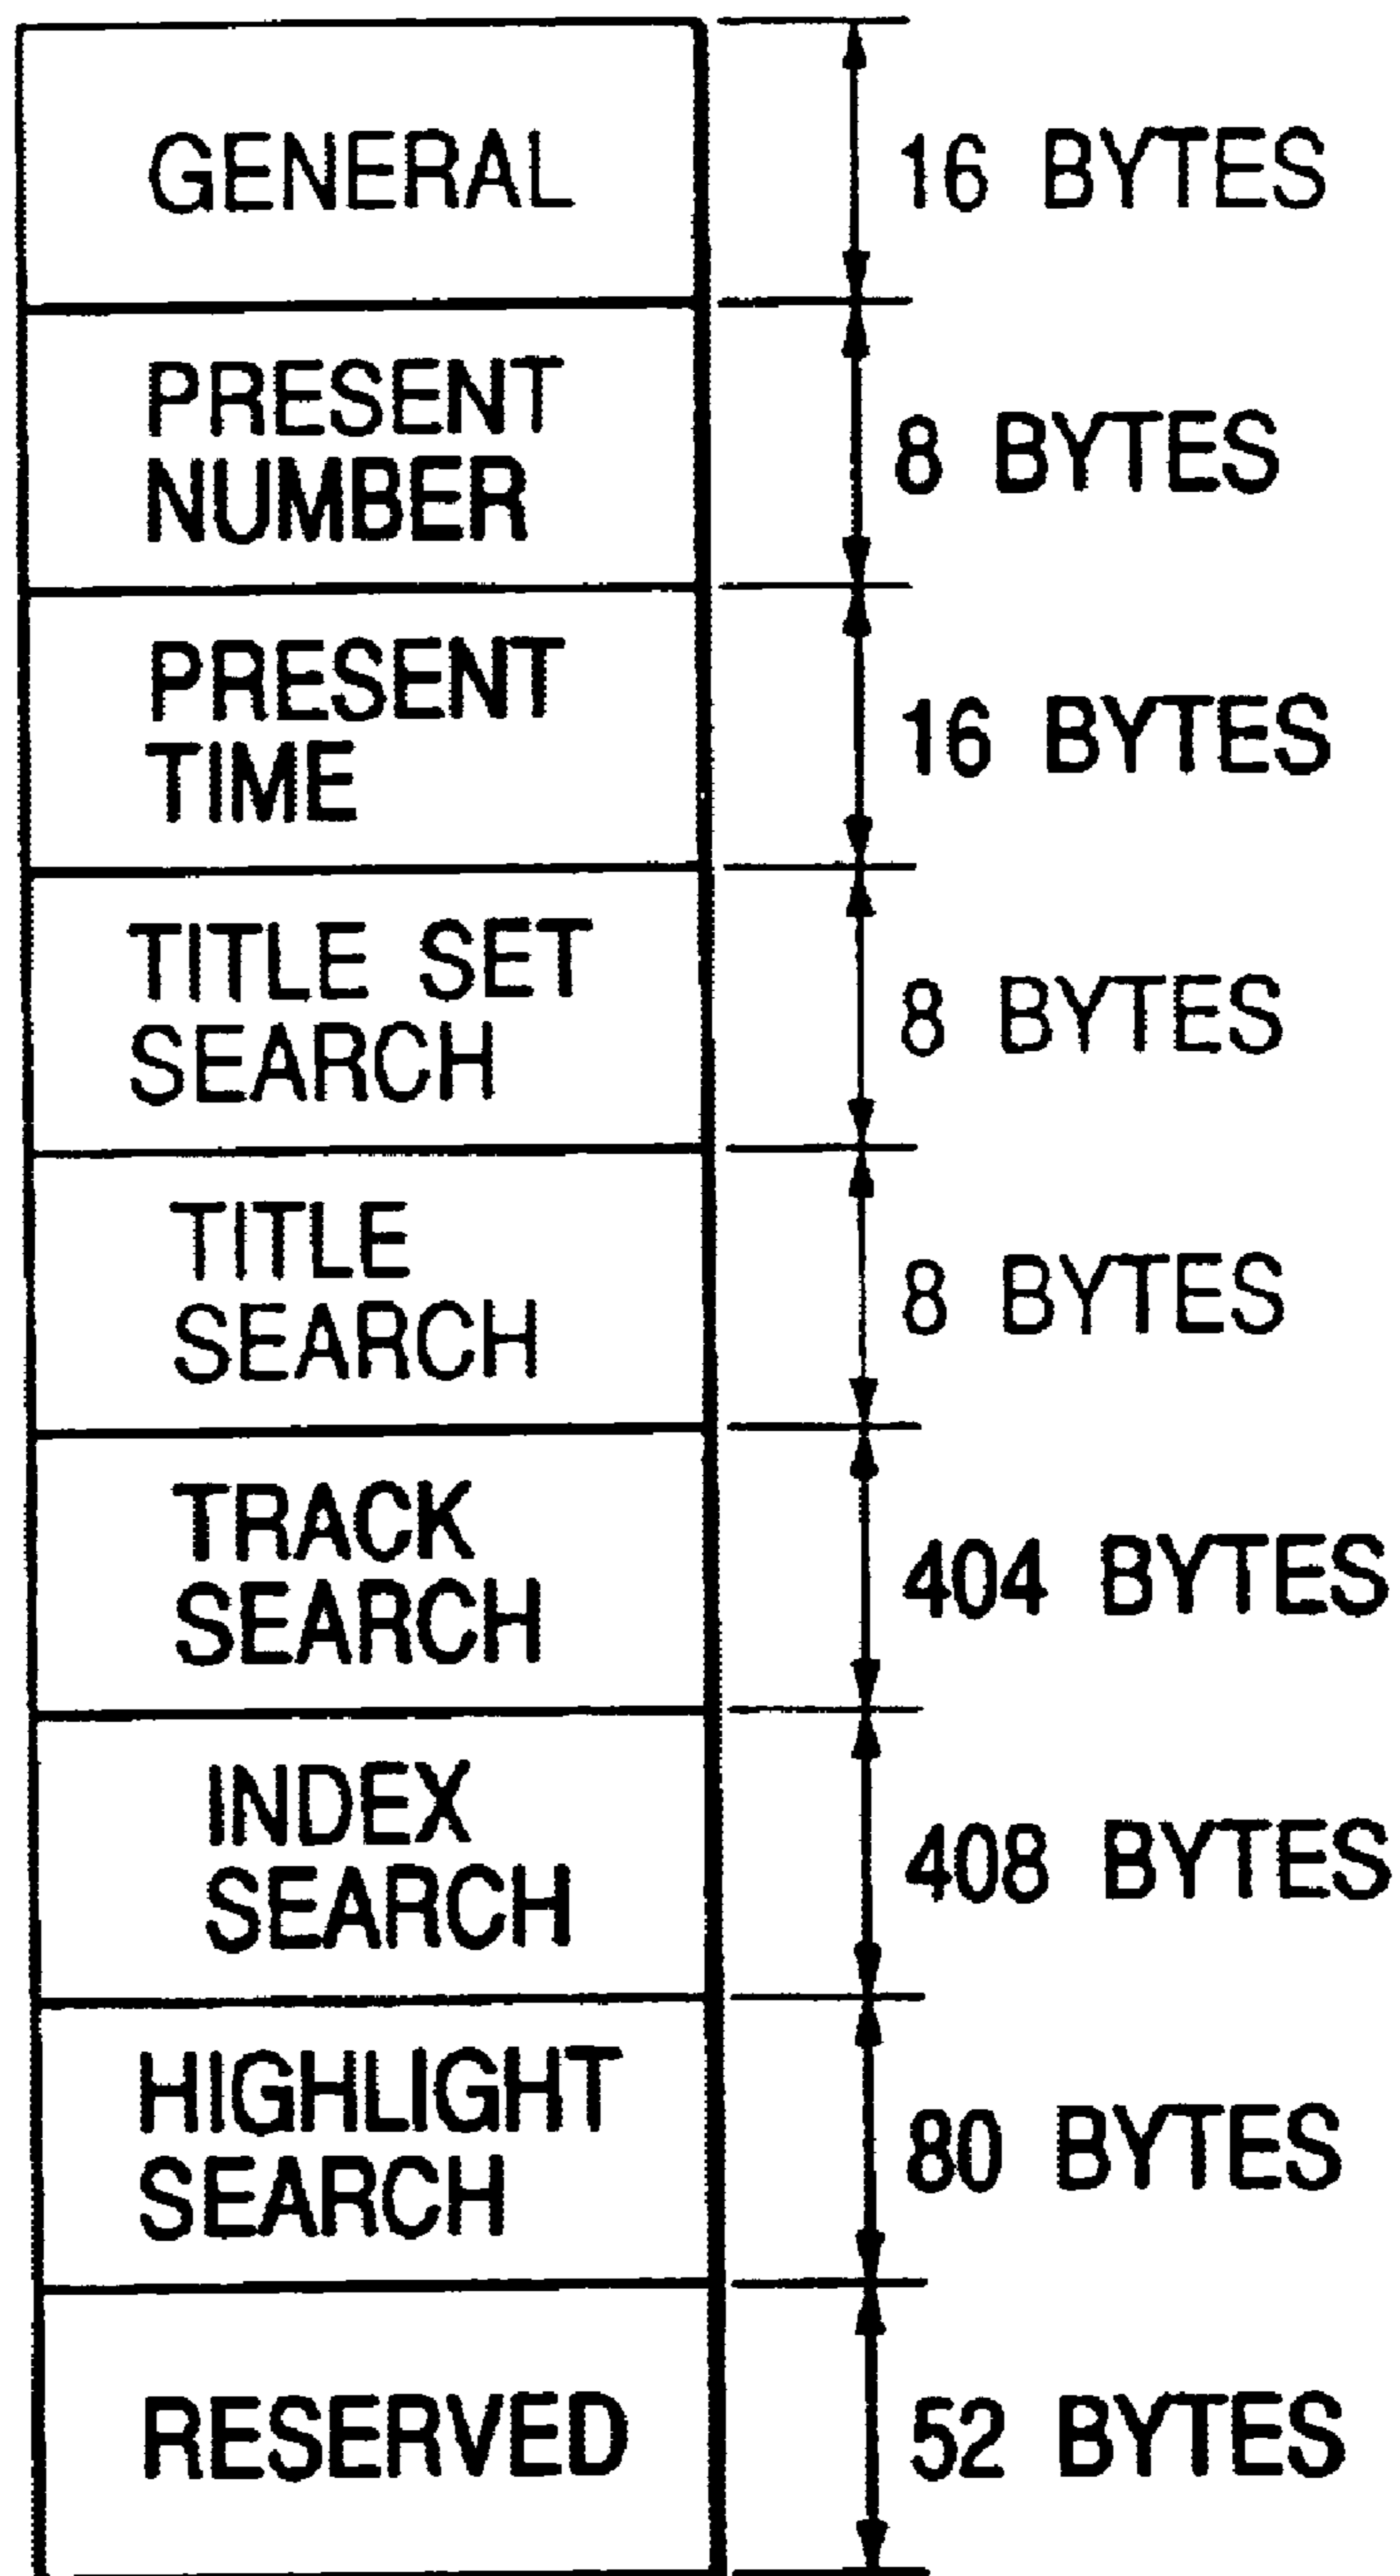 GENERAL
16 BYTES
PRESENT
NUMBER
8 BYTES
PRESENT
TIME
16 BYTES
TITLE SET
SEARCH
8 BYTES
TITLE
SEARCH
8 BYTES
TRACK
SEARCH
404 BYTES
INDEX
SEARCH
408 BYTES
HIGHLIGHT
SEARCH
80 BYTES
RESERVED
52 BYTES